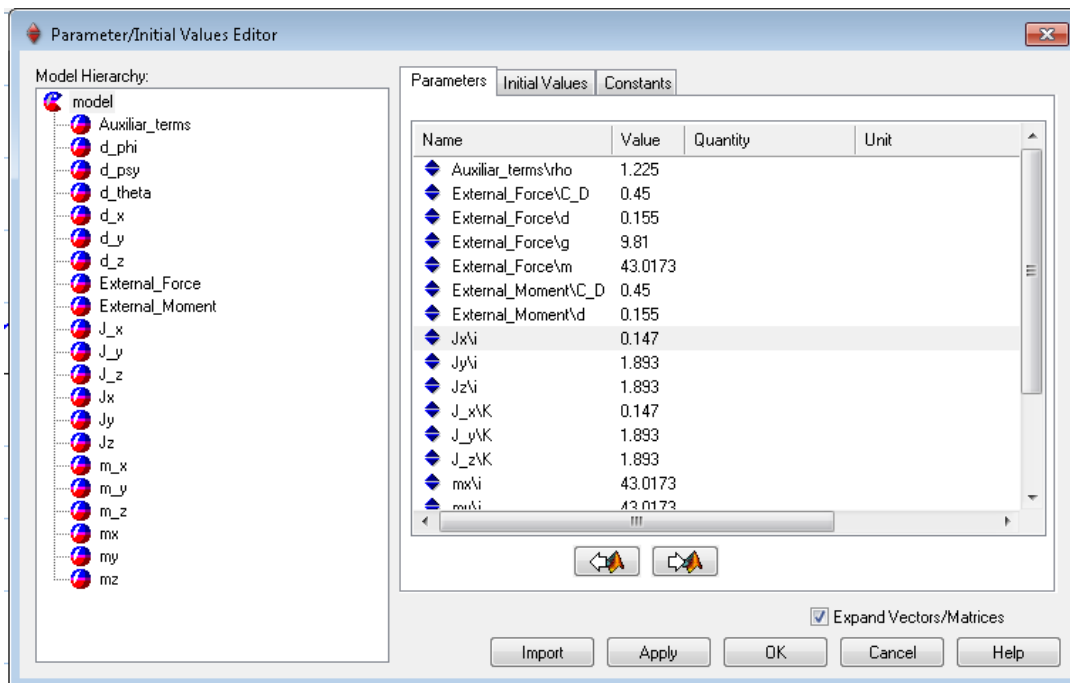 Parameter/Initial Values Editor
Model Hierarchy:
model
Auxiliar_terms
d_phi
d_psy
d_theta
d_x
d_y
d_z
External_Force
External_Moment
J_x
J_y
J_z
Jx
Jy
Jz
m_x
m_y
m_z
mx
my
mz
Parameters Initial Values Constants
Name Value Quantity Unit
Auxiliar_terms\rho 1.225
External_Force\C_D 0.45
External_Force\d 0.155
External_Force\g 9.81
External_Force\m 43.0173
External_Moment\C_D 0.45
External_Moment\d 0.155
Jx\i 0.147
Jy\i 1.893
Jz\i 1.893
J_x\K 0.147
J_y\K 1.893
J_z\K 1.893
mx\i 43.0173
my\i 43.0173
Expand Vectors/Matrices
Import Apply OK Cancel Help